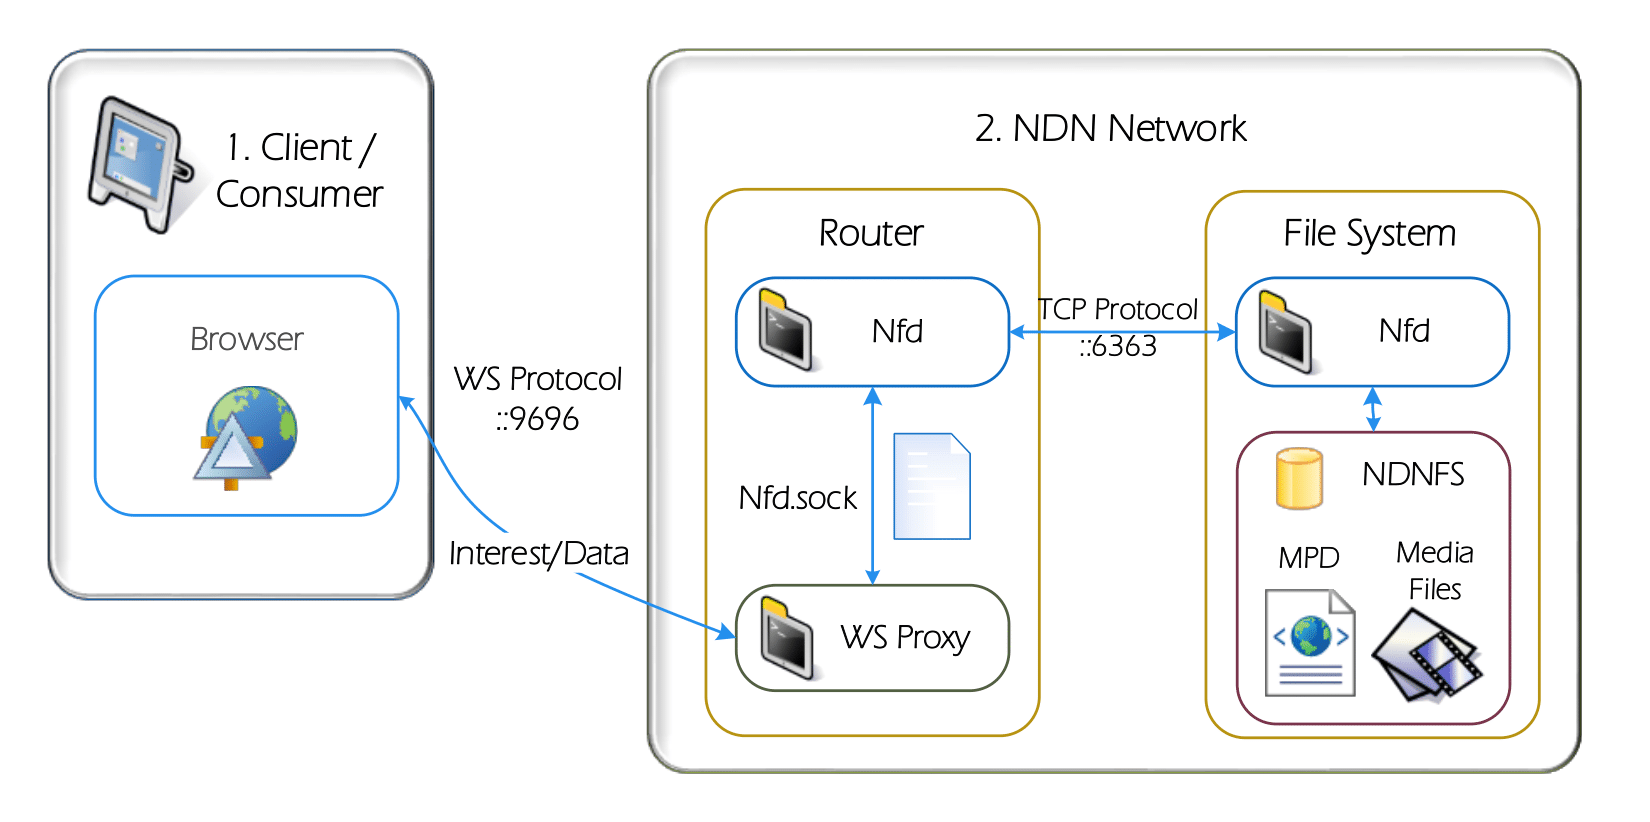 1. Client /
Consumer
Browser
WS Protocol
::9696
Interest/Data
2. NDN Network
Router
Nfd
Nfd.sock
WS Proxy
TCP Protocol
::6363
File System
Nfd
NDNFS
MPD
Media
Files